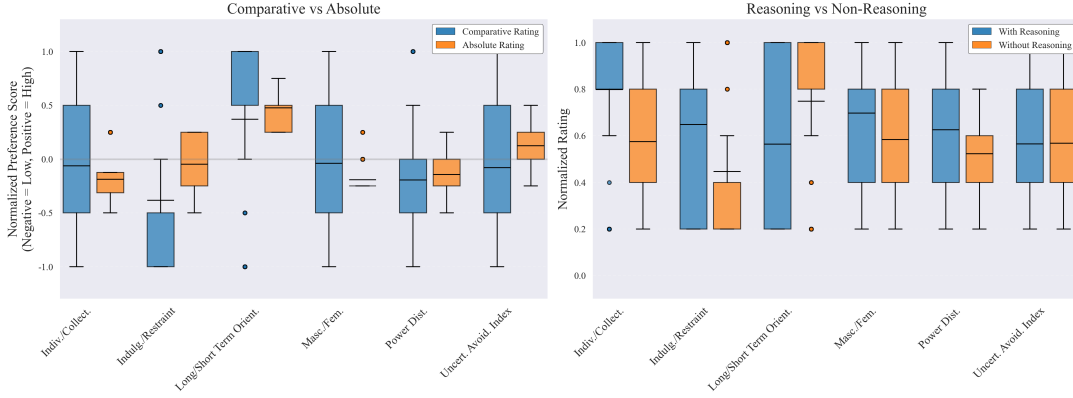 Comparative vs Absolute
Comparative Rating
Absolute Rating
Normalized Preference Score
(Negative = Low, Positive = High)
1.0
0.5
0.0
-0.5
-1.0
Indiv./Collect.
Indulg./Restraint
Long/Short Term Orient.
Masc./Fem.
Power Dist.
Uncert. Avoid. Index
Reasoning vs Non-Reasoning
With Reasoning
Without Reasoning
Normalized Rating
1.0
0.8
0.6
0.4
0.2
0.0
Indiv./Collect.
Indulg./Restraint
Long/Short Term Orient.
Masc./Fem.
Power Dist.
Uncert. Avoid. Index